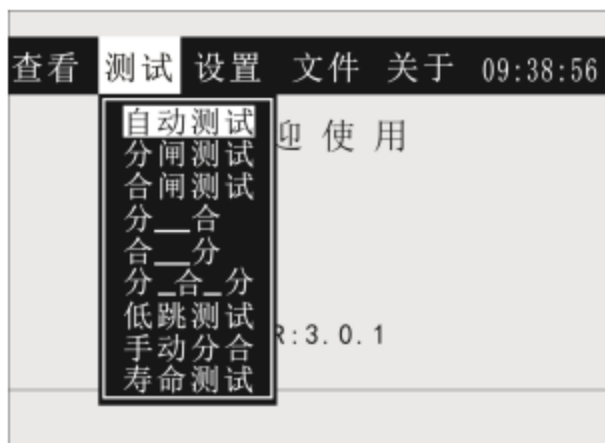 查看 测试 设置 文件 关于 09:38:56
自动测试
迎使用
分闸测试
合闸测试
分__合
合__分
分_合_分
低跳测试
R:3.0.1
手动分合
寿命测试